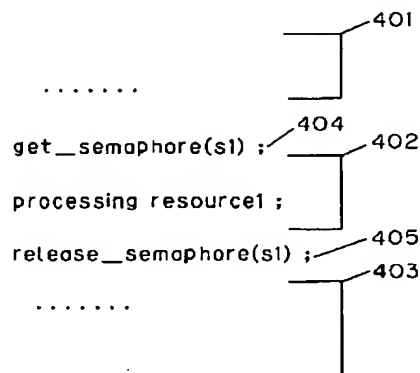 401
.......
get_semaphore(s1) ; 404
402
processing resource1 ;
release_semaphore(s1) ; 405
403
.......